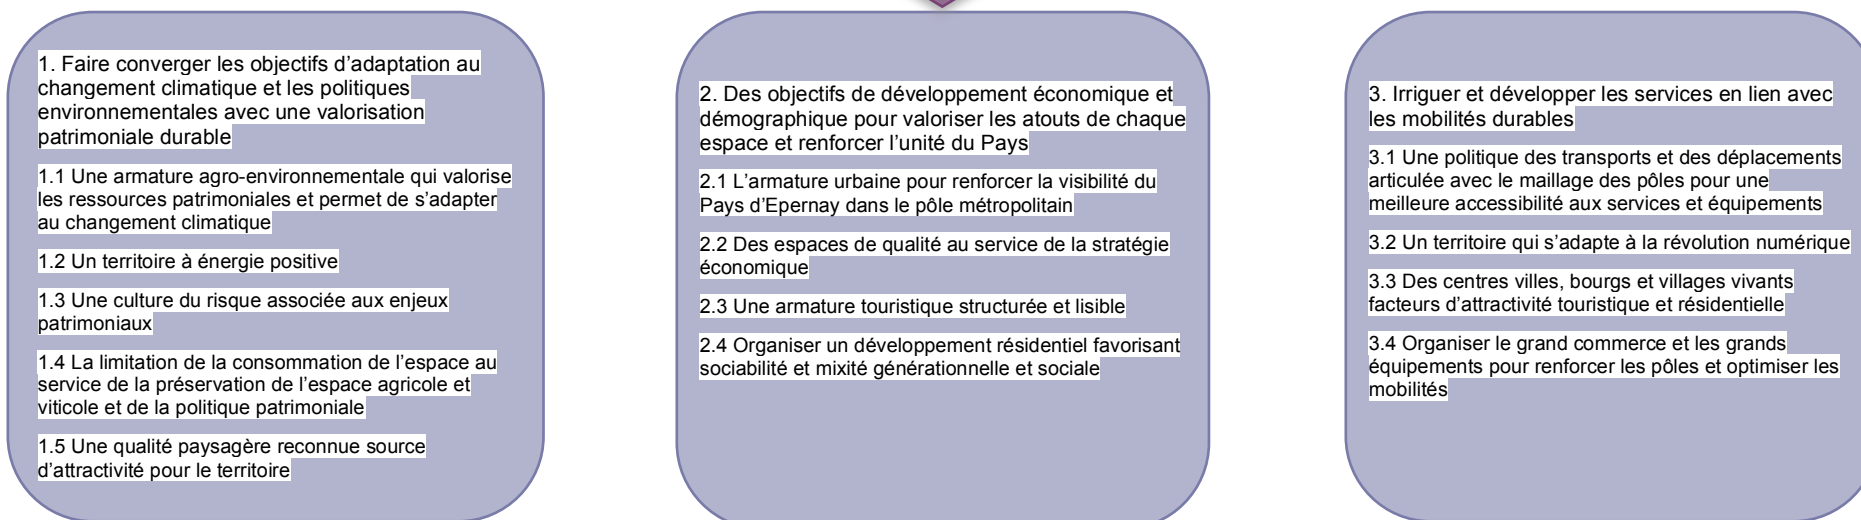 1. Faire converger les objectifs d’adaptation au
changement climatique et les politiques
environnementales avec une valorisation
patrimoniale durable
1.1 Une armature agro-environnementale qui valorise
les ressources patrimoniales et permet de s’adapter
au changement climatique
1.2 Un territoire à énergie positive
1.3 Une culture du risque associée aux enjeux
patrimoniaux
1.4 La limitation de la consommation de l’espace au
service de la préservation de l’espace agricole et
viticole et de la politique patrimoniale
1.5 Une qualité paysagère reconnue source
d’attractivité pour le territoire
2. Des objectifs de développement économique et
démographique pour valoriser les atouts de chaque
espace et renforcer l’unité du Pays
2.1 L’armature urbaine pour renforcer la visibilité du
Pays d’Epernay dans le pôle métropolitain
2.2 Des espaces de qualité au service de la stratégie
économique
2.3 Une armature touristique structurée et lisible
2.4 Organiser un développement résidentiel favorisant
sociabilité et mixité générationnelle et sociale
3. Irriguer et développer les services en lien avec
les mobilités durables
3.1 Une politique des transports et des déplacements
articulée avec le maillage des pôles pour une
meilleure accessibilité aux services et équipements
3.2 Un territoire qui s’adapte à la révolution numérique
3.3 Des centres villes, bourgs et villages vivants
facteurs d’attractivité touristique et résidentielle
3.4 Organiser le grand commerce et les grands
équipements pour renforcer les pôles et optimiser les
mobilités